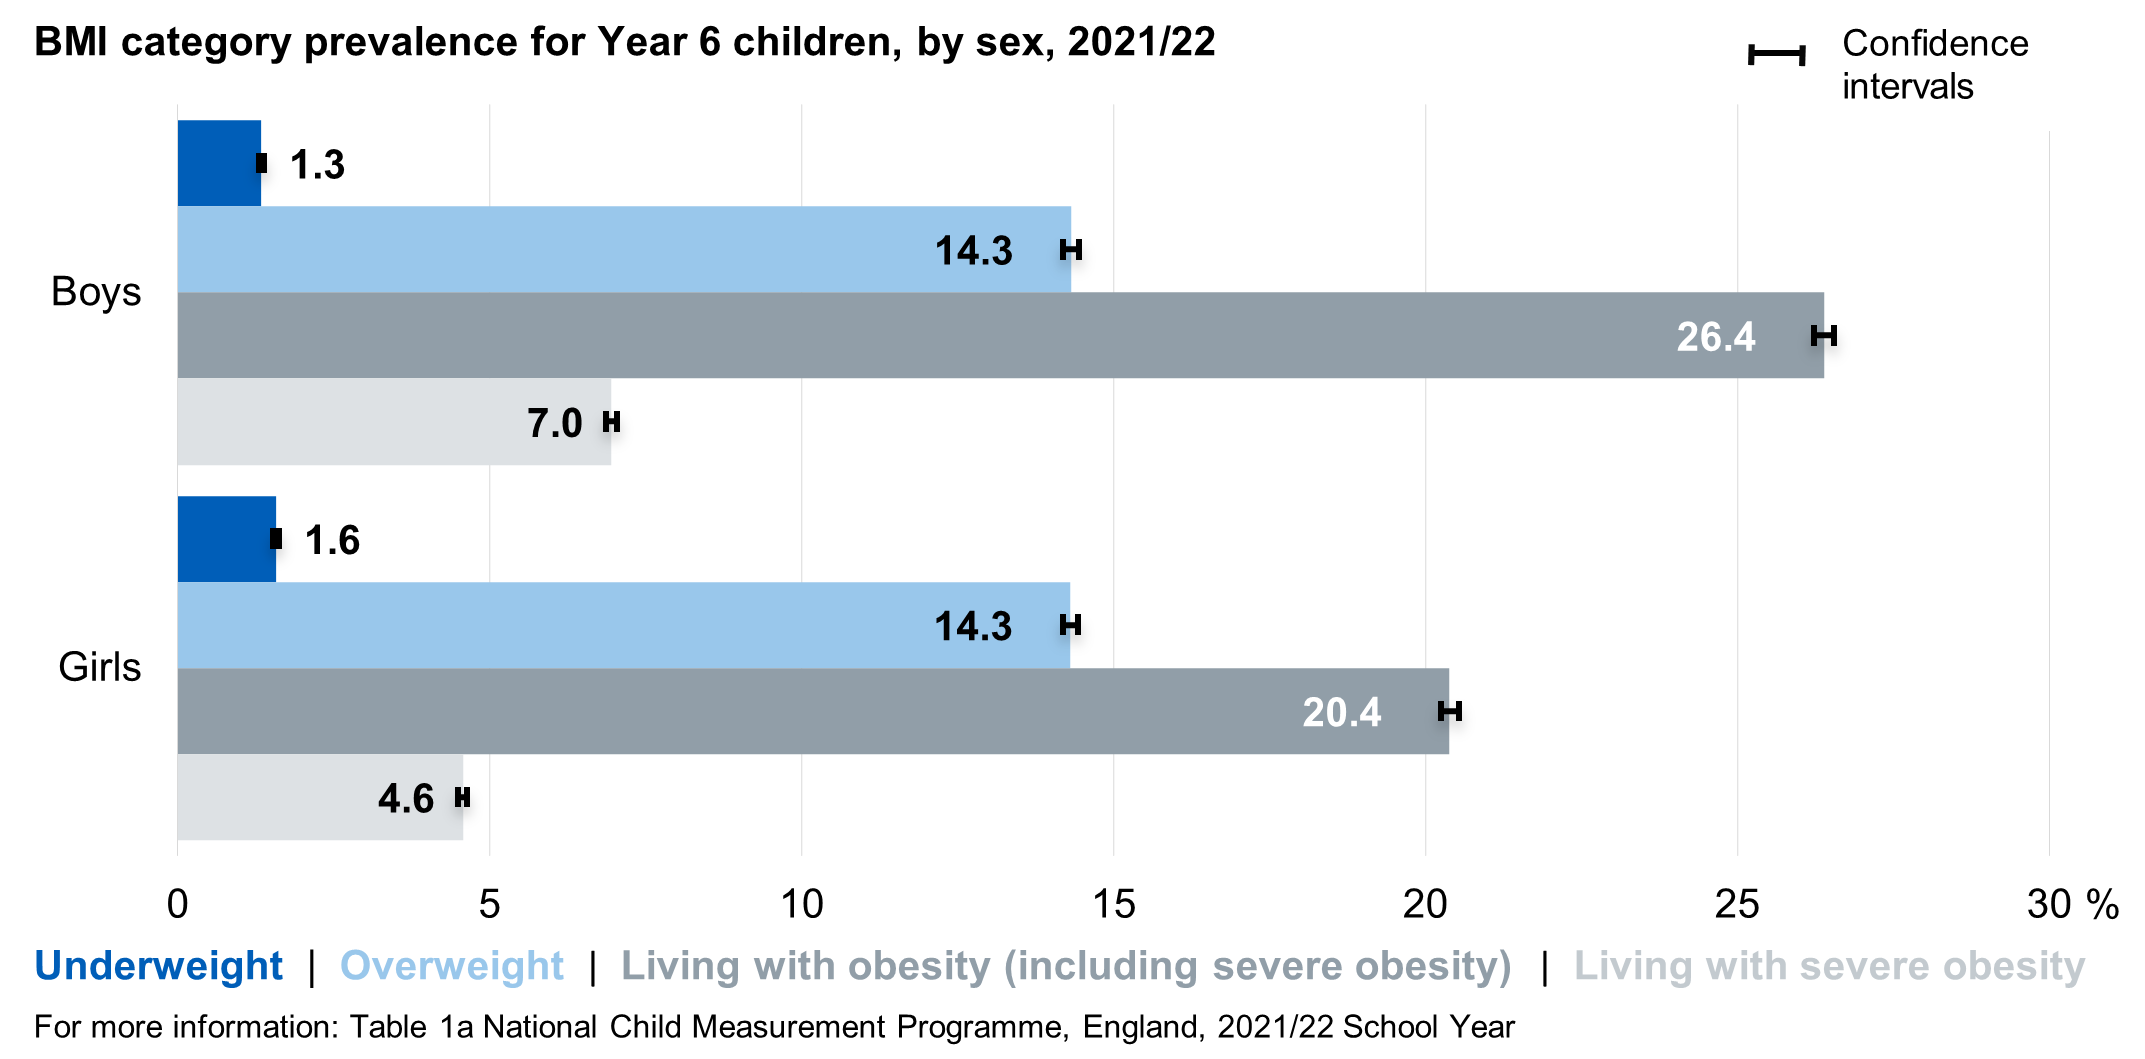 BMI category prevalence for Year 6 children, by sex, 2021/22
Confidence
intervals
1.3
14.3
Boys
26.4
7.0
1.6
14.3
Girls
20.4
4.6
0 5 10 15 20 25 30 %
Underweight | Overweight | Living with obesity (including severe obesity) | Living with severe obesity
For more information: Table 1a National Child Measurement Programme, England, 2021/22 School Year